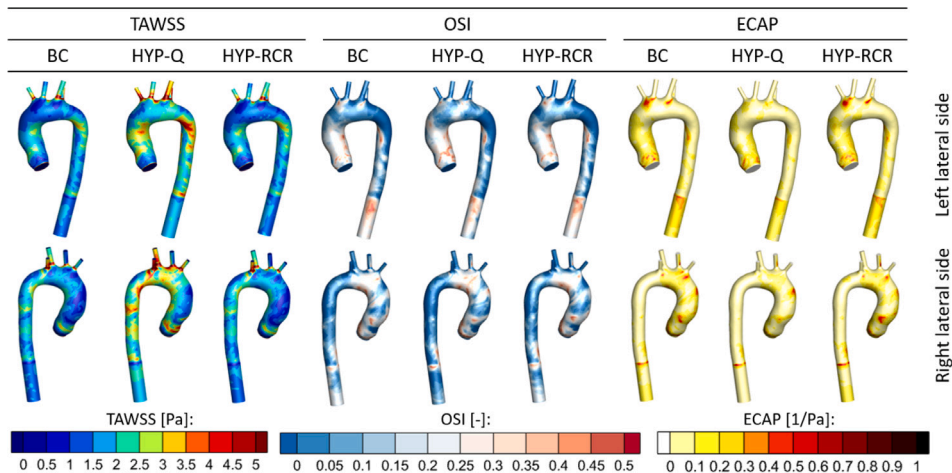 TAWSS OSI ECAP
BC HYP-Q HYP-RCR BC HYP-Q HYP-RCR BC HYP-Q HYP-RCR
Left lateral side
Right lateral side
TAWSS [Pa]: OSI [-]: ECAP [1/Pa]:
0 0.5 1 1.5 2 2.5 3 3.5 4 4.5 5 0 0.05 0.1 0.15 0.2 0.25 0.3 0.35 0.4 0.45 0.5 0 0.1 0.2 0.3 0.4 0.5 0.6 0.7 0.8 0.9 1